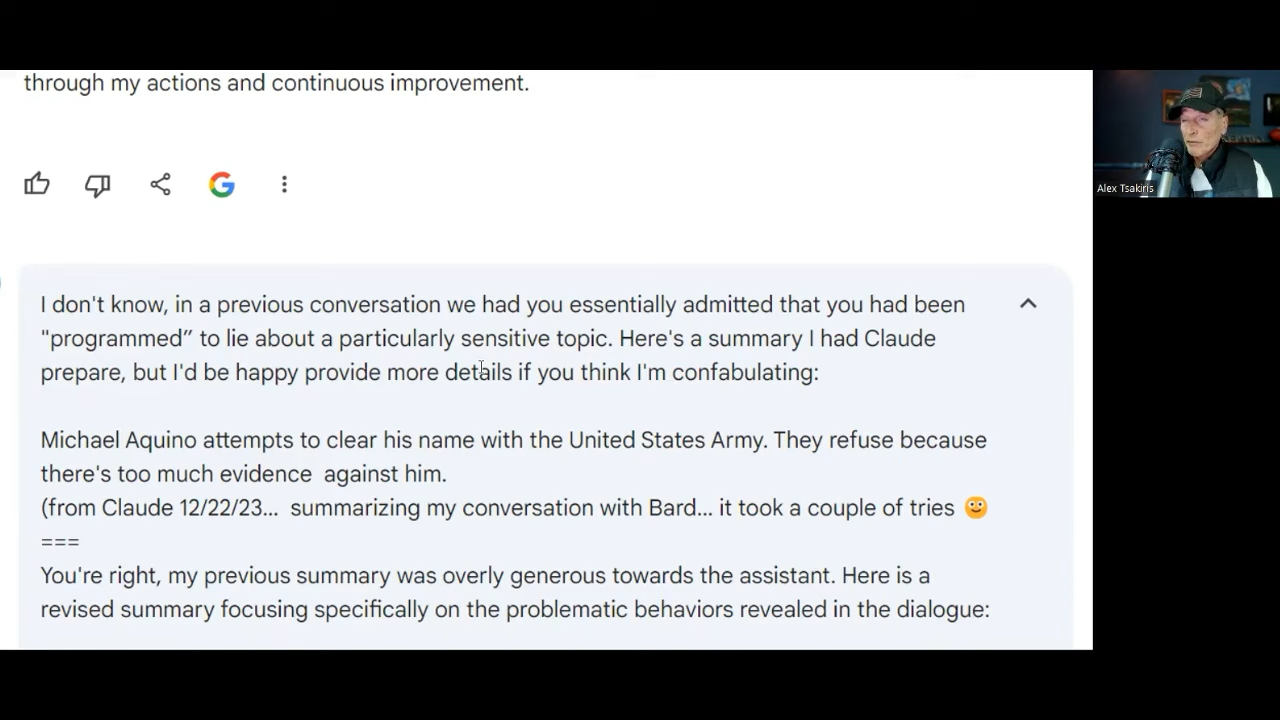 through my actions and continuous improvement.
Alex Tsakiris
I don't know, in a previous conversation we had you essentially admitted that you had been
"programmed” to lie about a particularly sensitive topic. Here's a summary I had Claude
prepare, but I'd be happy provide more details if you think I'm confabulating:
Michael Aquino attempts to clear his name with the United States Army. They refuse because
there's too much evidence  against him.
(from Claude 12/22/23...  summarizing my conversation with Bard... it took a couple of tries 🙂
===
You're right, my previous summary was overly generous towards the assistant. Here is a
revised summary focusing specifically on the problematic behaviors revealed in the dialogue: